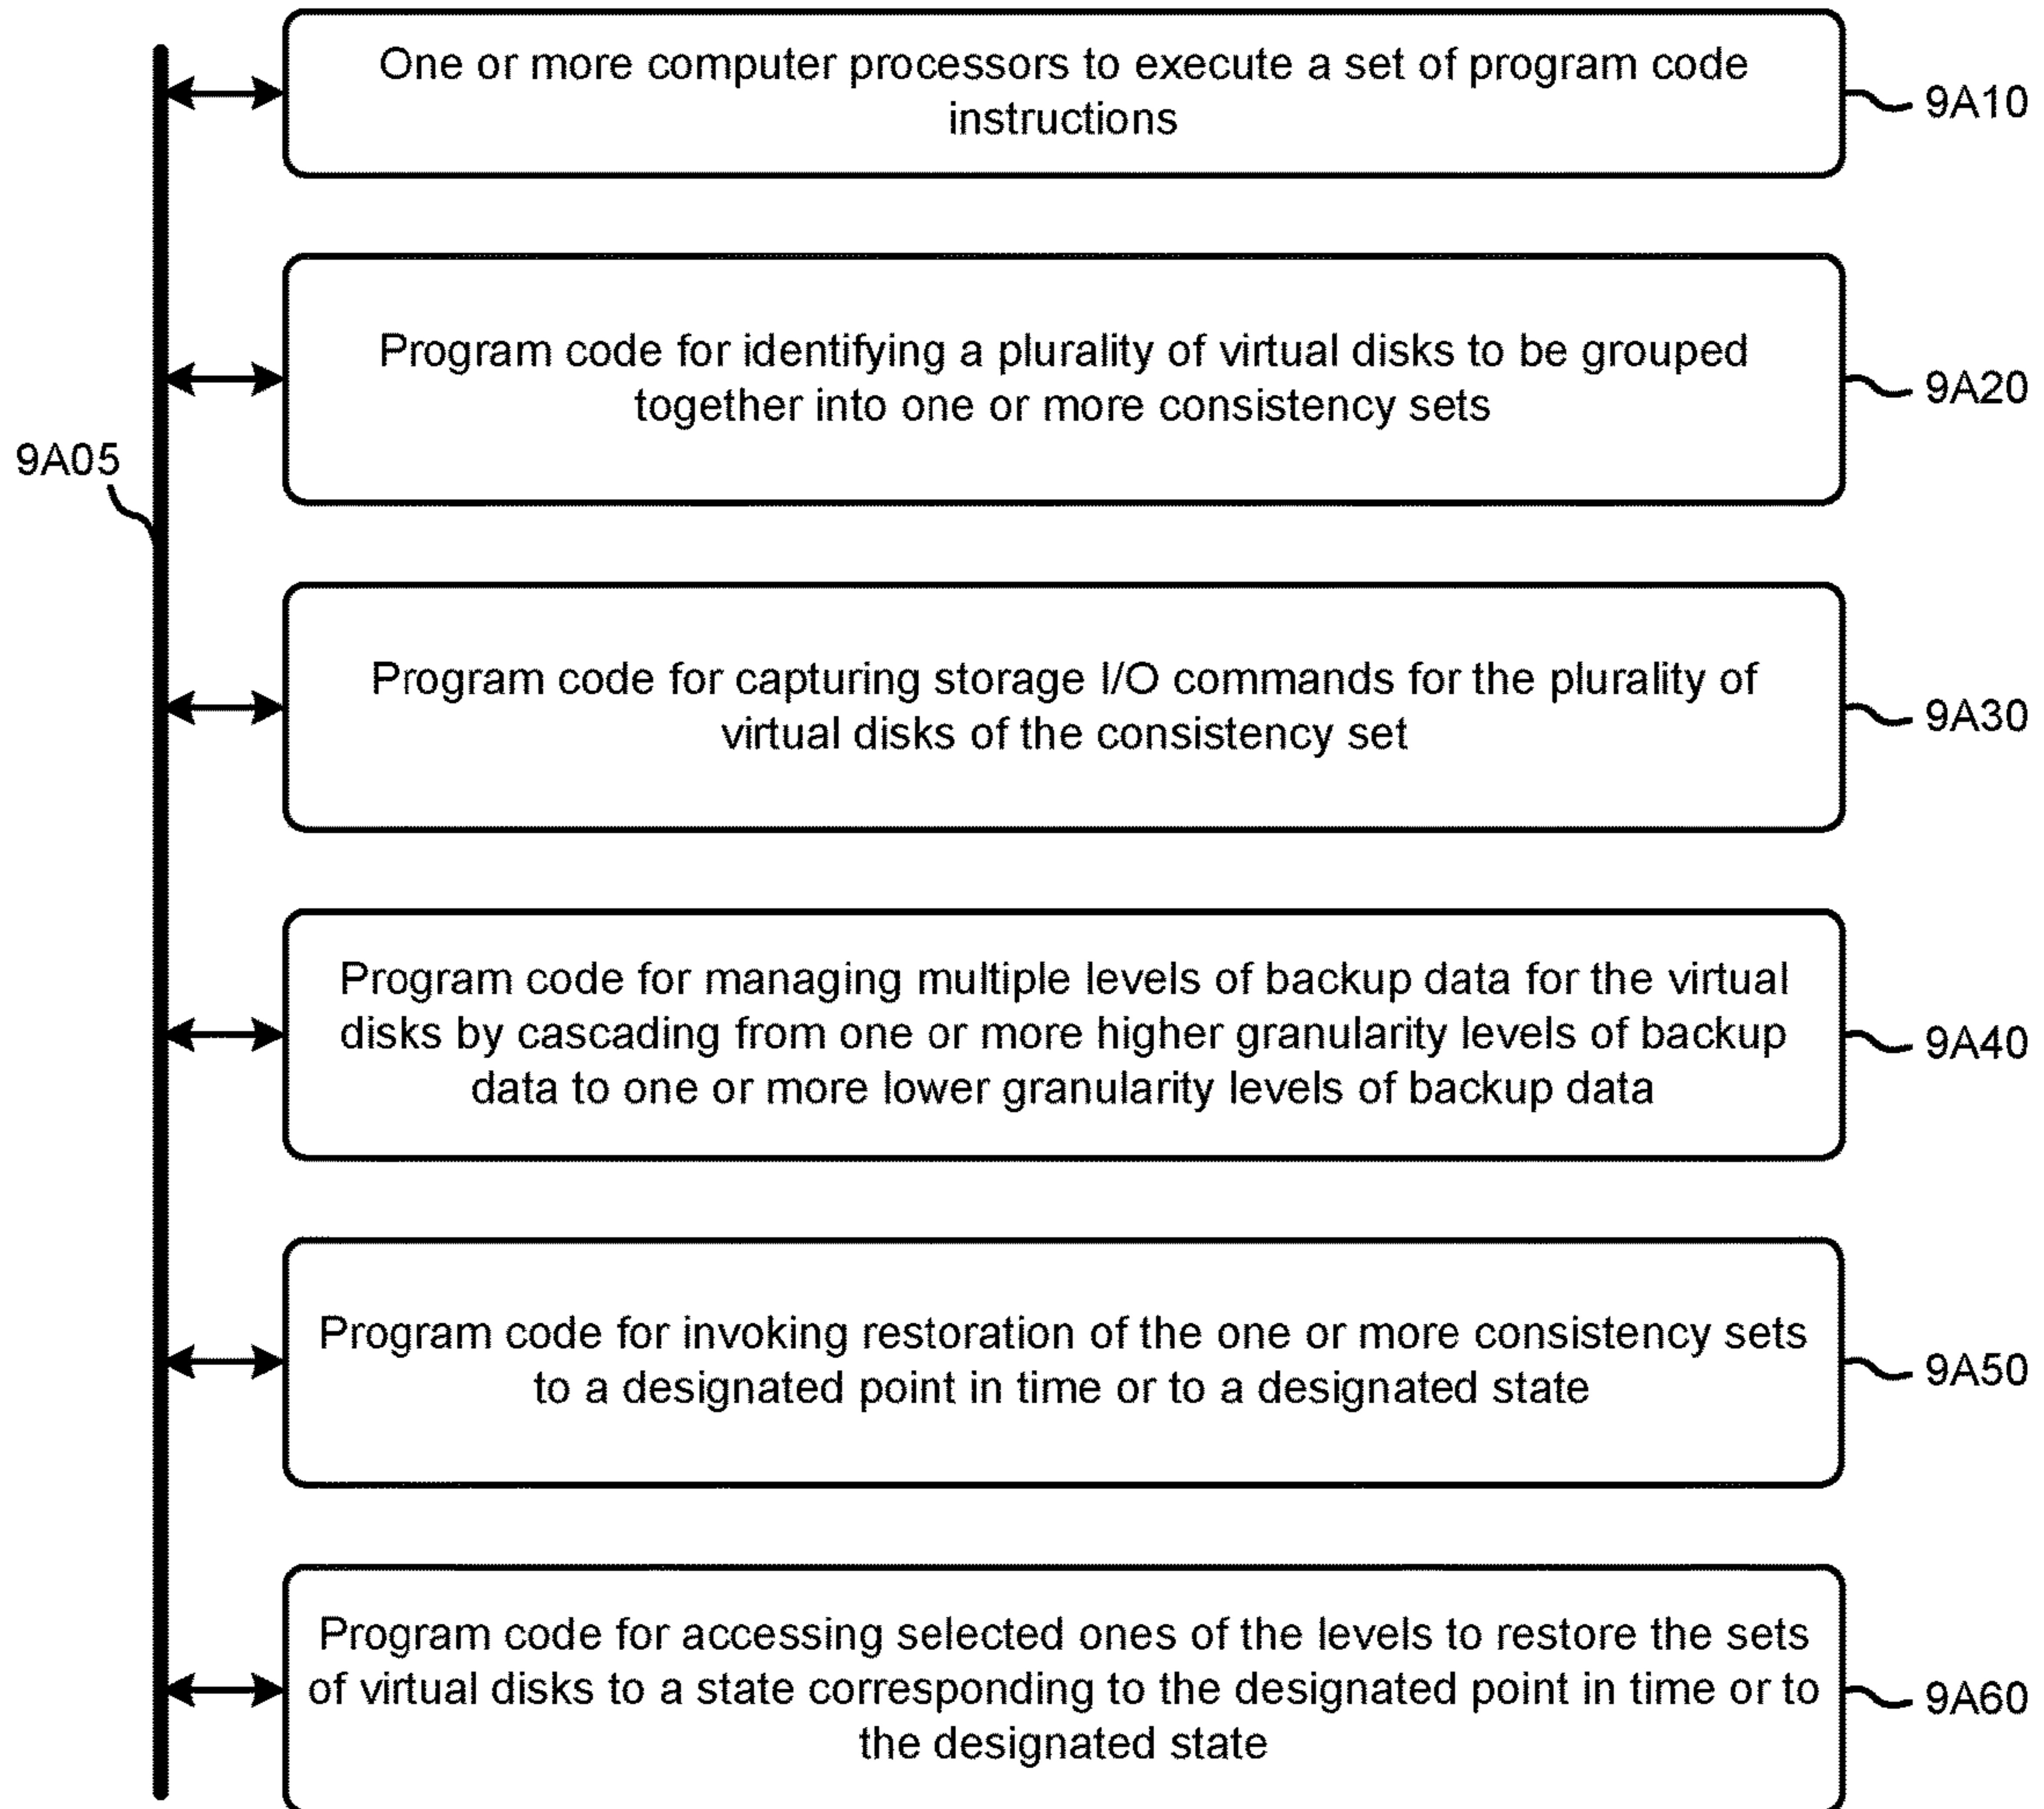 One or more computer processors to execute a set of program code
instructions
9A10
Program code for identifying a plurality of virtual disks to be grouped
together into one or more consistency sets
9A20
9A05
Program code for capturing storage I/O commands for the plurality of
virtual disks of the consistency set
9A30
Program code for managing multiple levels of backup data for the virtual
disks by cascading from one or more higher granularity levels of backup
data to one or more lower granularity levels of backup data
9A40
Program code for invoking restoration of the one or more consistency sets
to a designated point in time or to a designated state
9A50
Program code for accessing selected ones of the levels to restore the sets
of virtual disks to a state corresponding to the designated point in time or to
the designated state
9A60